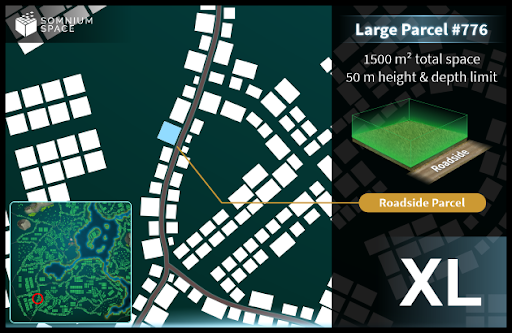 SOMNIUM
SPACE
Large Parcel #776
1500 m² total space
50 m height & depth limit
Roadside
Roadside Parcel
XL